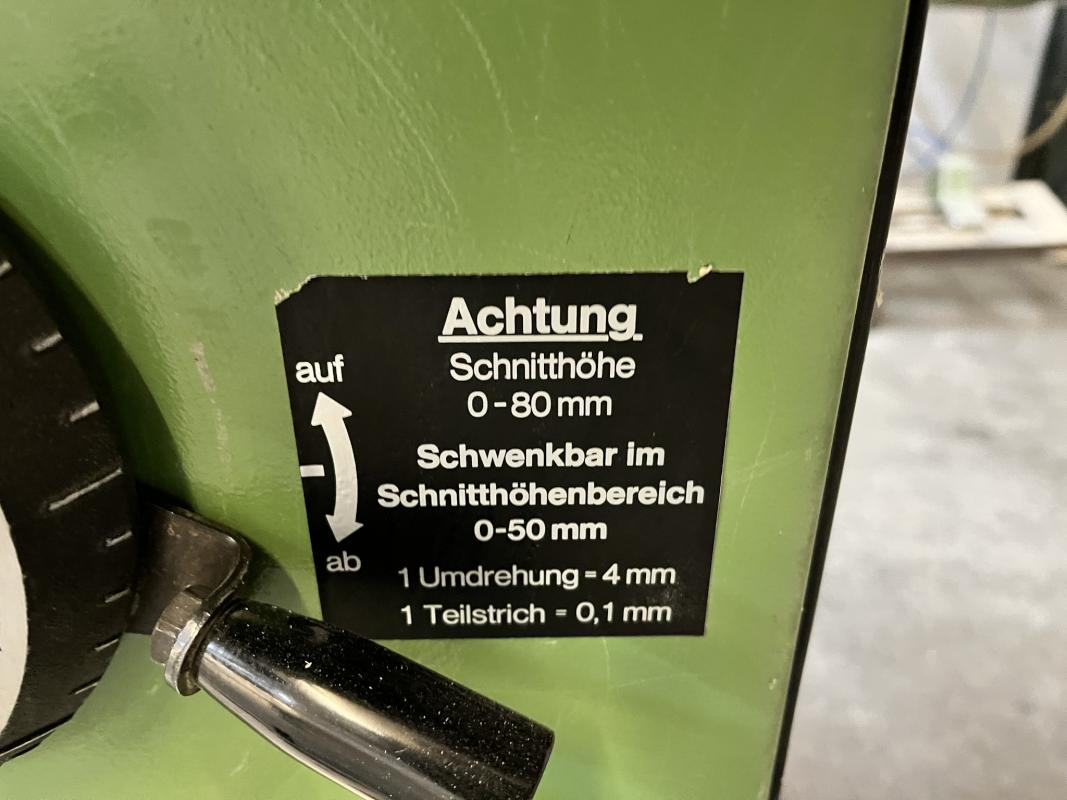 Achtung
auf
Schnitthöhe
0-80 mm
Schwenkbar im
Schnitthöhenbereich
0-50 mm
ab
1 Umdrehung = 4 mm
1 Teilstrich = 0,1 mm